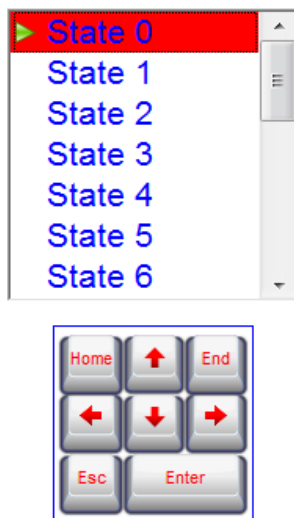 State 0
State 1
State 2
State 3
State 4
State 5
State 6
Home End
Esc Enter